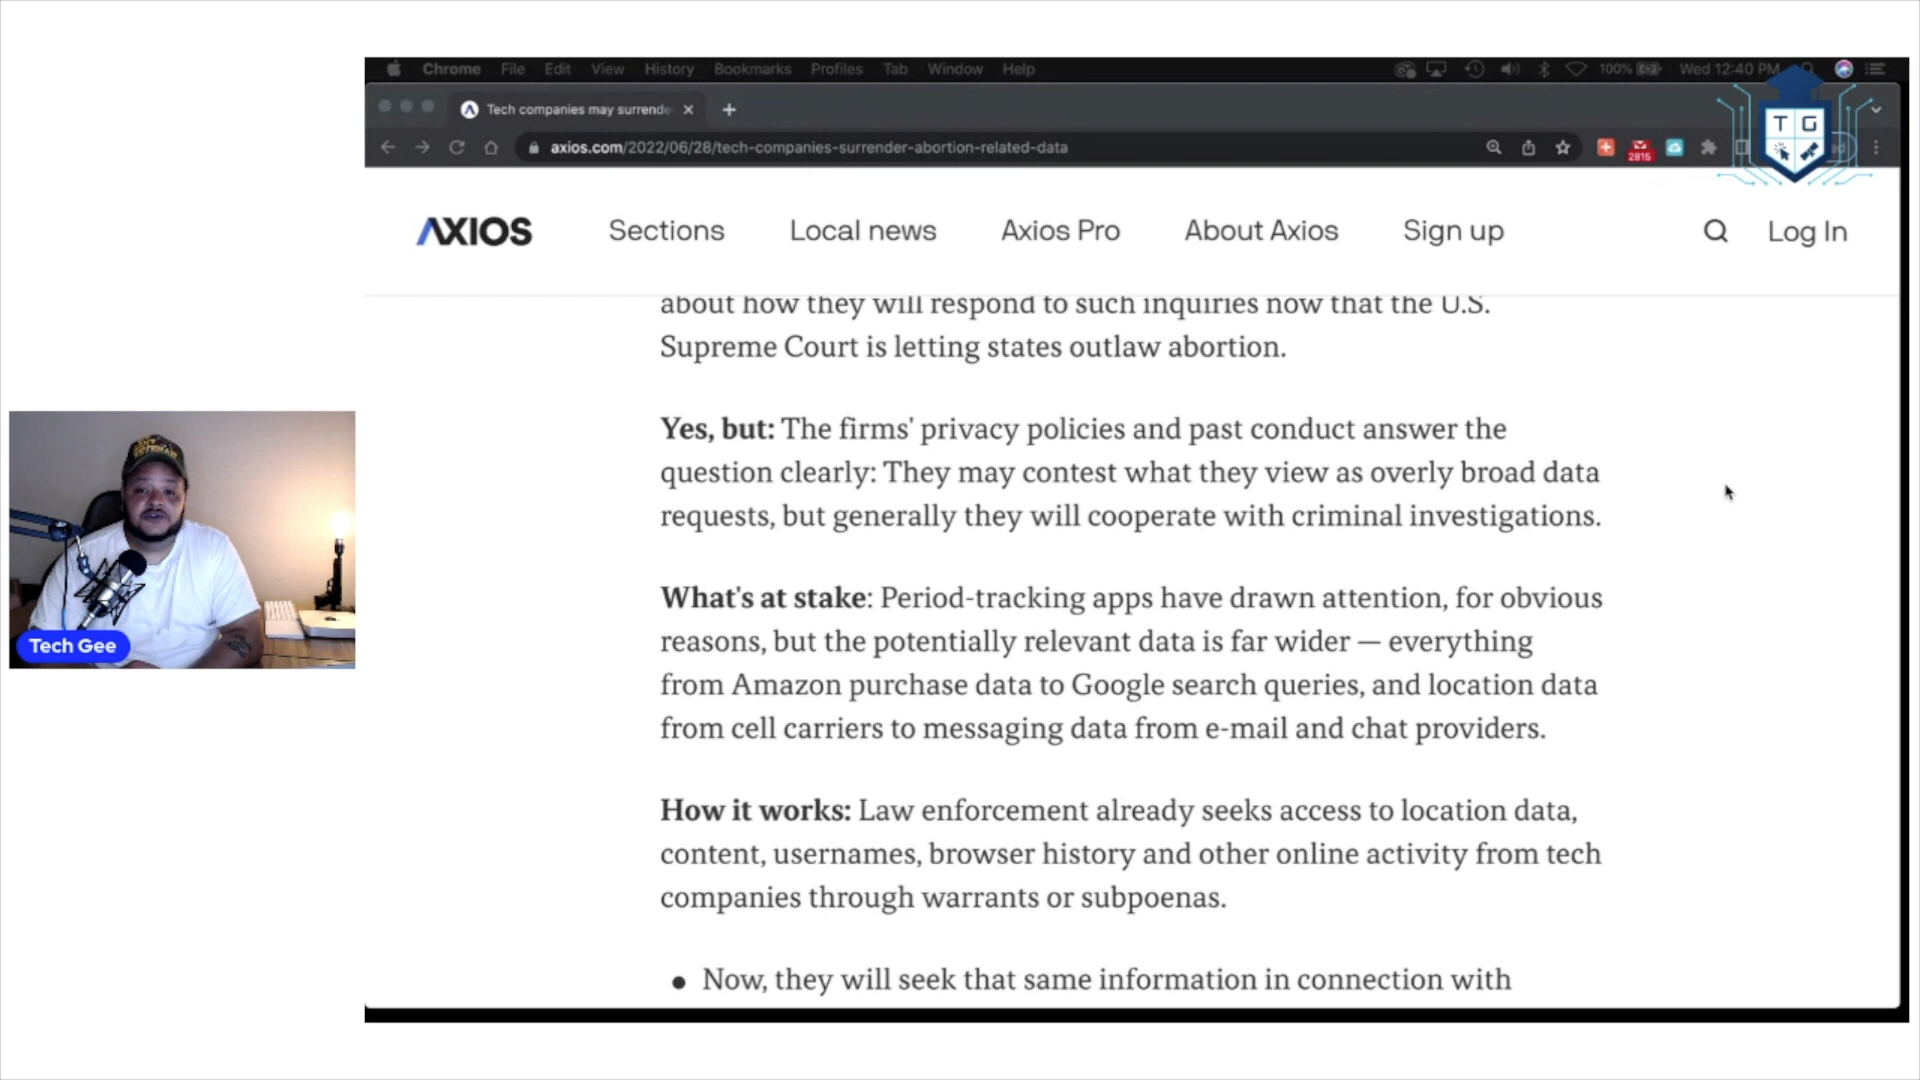 Chrome File Edit View History Bookmarks Profiles Tab Window Help 100% Wed 12:40 PM
Tech companies may surrende
axios.com/2022/06/28/tech-companies-surrender-abortion-related-data
2816
T G
AXIOS Sections Local news Axios Pro About Axios Sign up Log In
about how they will respond to such inquiries now that the U.S.
Supreme Court is letting states outlaw abortion.
Yes, but: The firms' privacy policies and past conduct answer the
question clearly: They may contest what they view as overly broad data
requests, but generally they will cooperate with criminal investigations.
What's at stake: Period-tracking apps have drawn attention, for obvious
reasons, but the potentially relevant data is far wider — everything
from Amazon purchase data to Google search queries, and location data
from cell carriers to messaging data from e-mail and chat providers.
How it works: Law enforcement already seeks access to location data,
content, usernames, browser history and other online activity from tech
companies through warrants or subpoenas.
• Now, they will seek that same information in connection with
Tech Gee